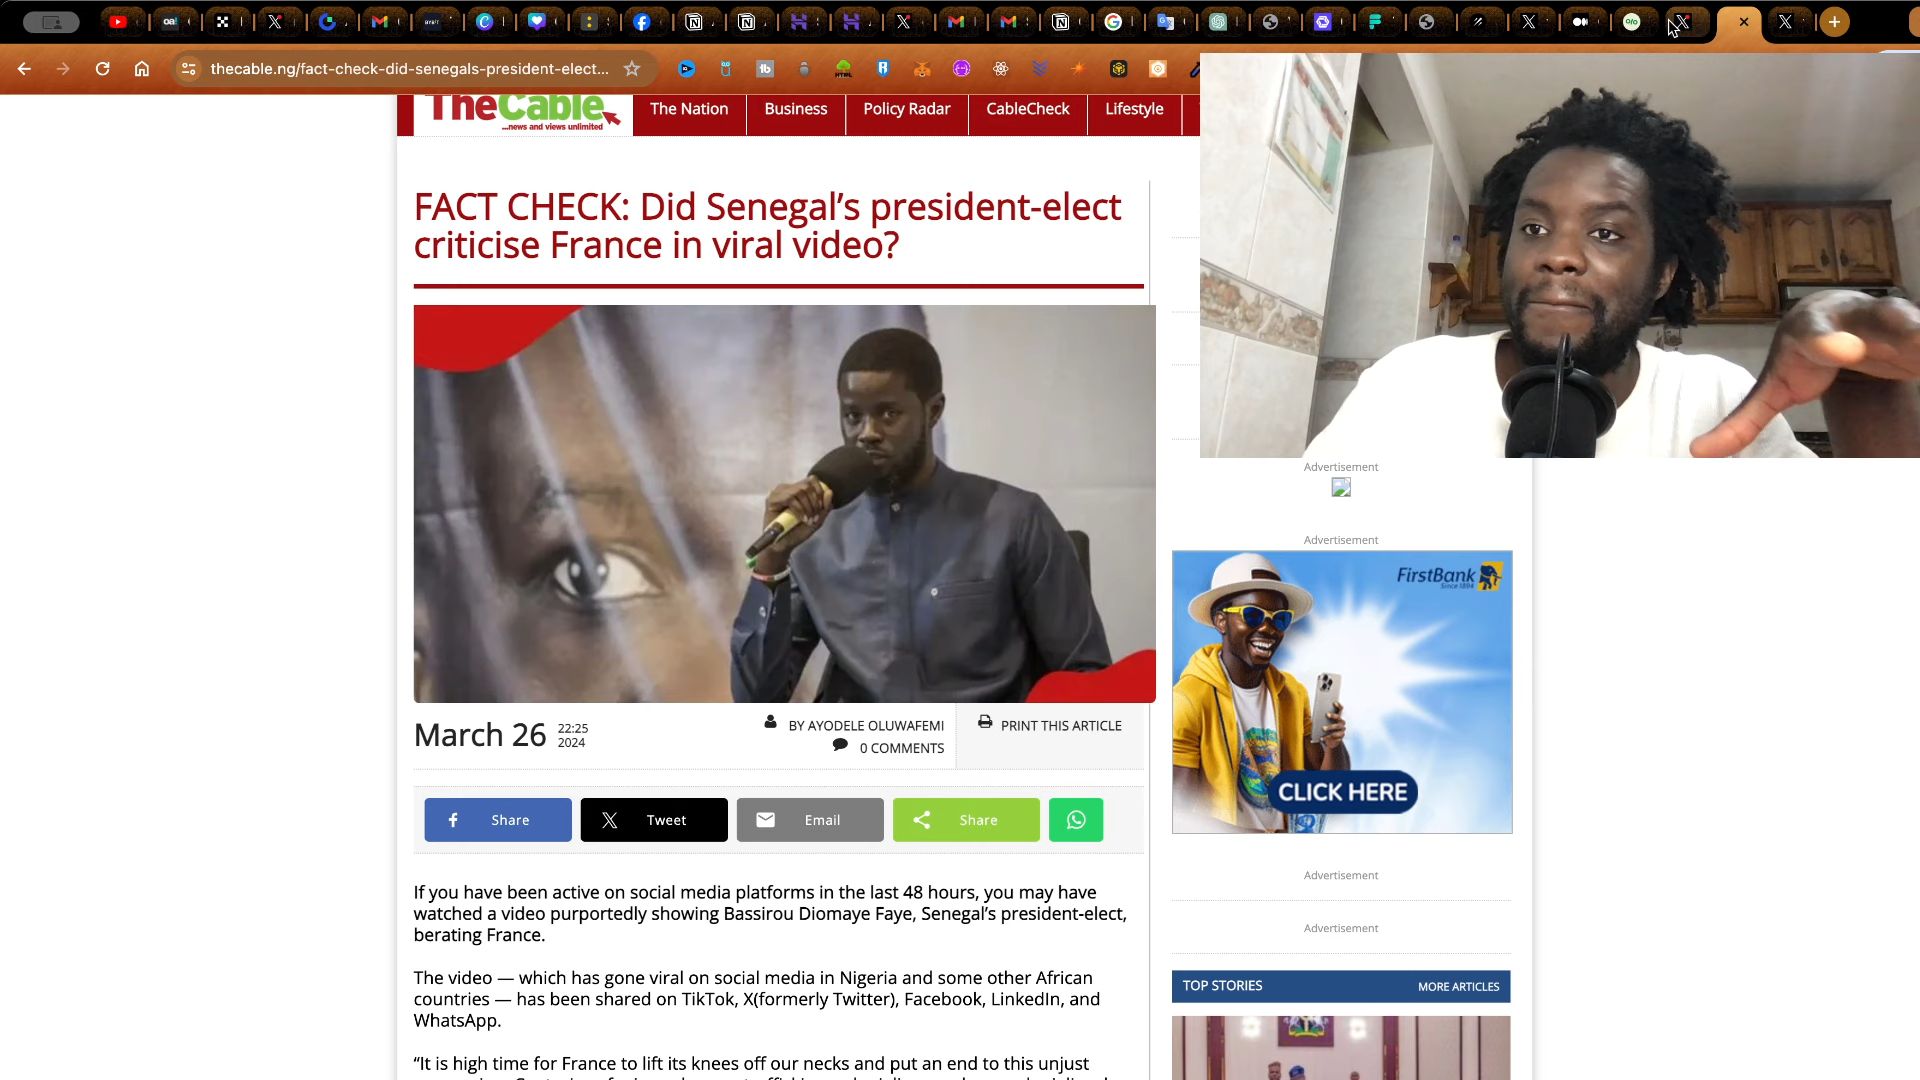 thecable.ng/fact-check-did-senegals-president-elect...
TheCable
...news and views unlimited
The Nation
Business
Policy Radar
CableCheck
Lifestyle
FACT CHECK: Did Senegal’s president-elect
criticise France in viral video?
March 26
22:25
2024
BY AYODELE OLUWAFEMI
0 COMMENTS
PRINT THIS ARTICLE
Share
Tweet
Email
Share
If you have been active on social media platforms in the last 48 hours, you may have
watched a video purportedly showing Bassirou Diomaye Faye, Senegal’s president-elect,
berating France.
The video — which has gone viral on social media in Nigeria and some other African
countries — has been shared on TikTok, X(formerly Twitter), Facebook, LinkedIn, and
WhatsApp.
“It is high time for France to lift its knees off our necks and put an end to this unjust
Advertisement
Advertisement
FirstBank
Since 1894
CLICK HERE
Advertisement
Advertisement
TOP STORIES
MORE ARTICLES